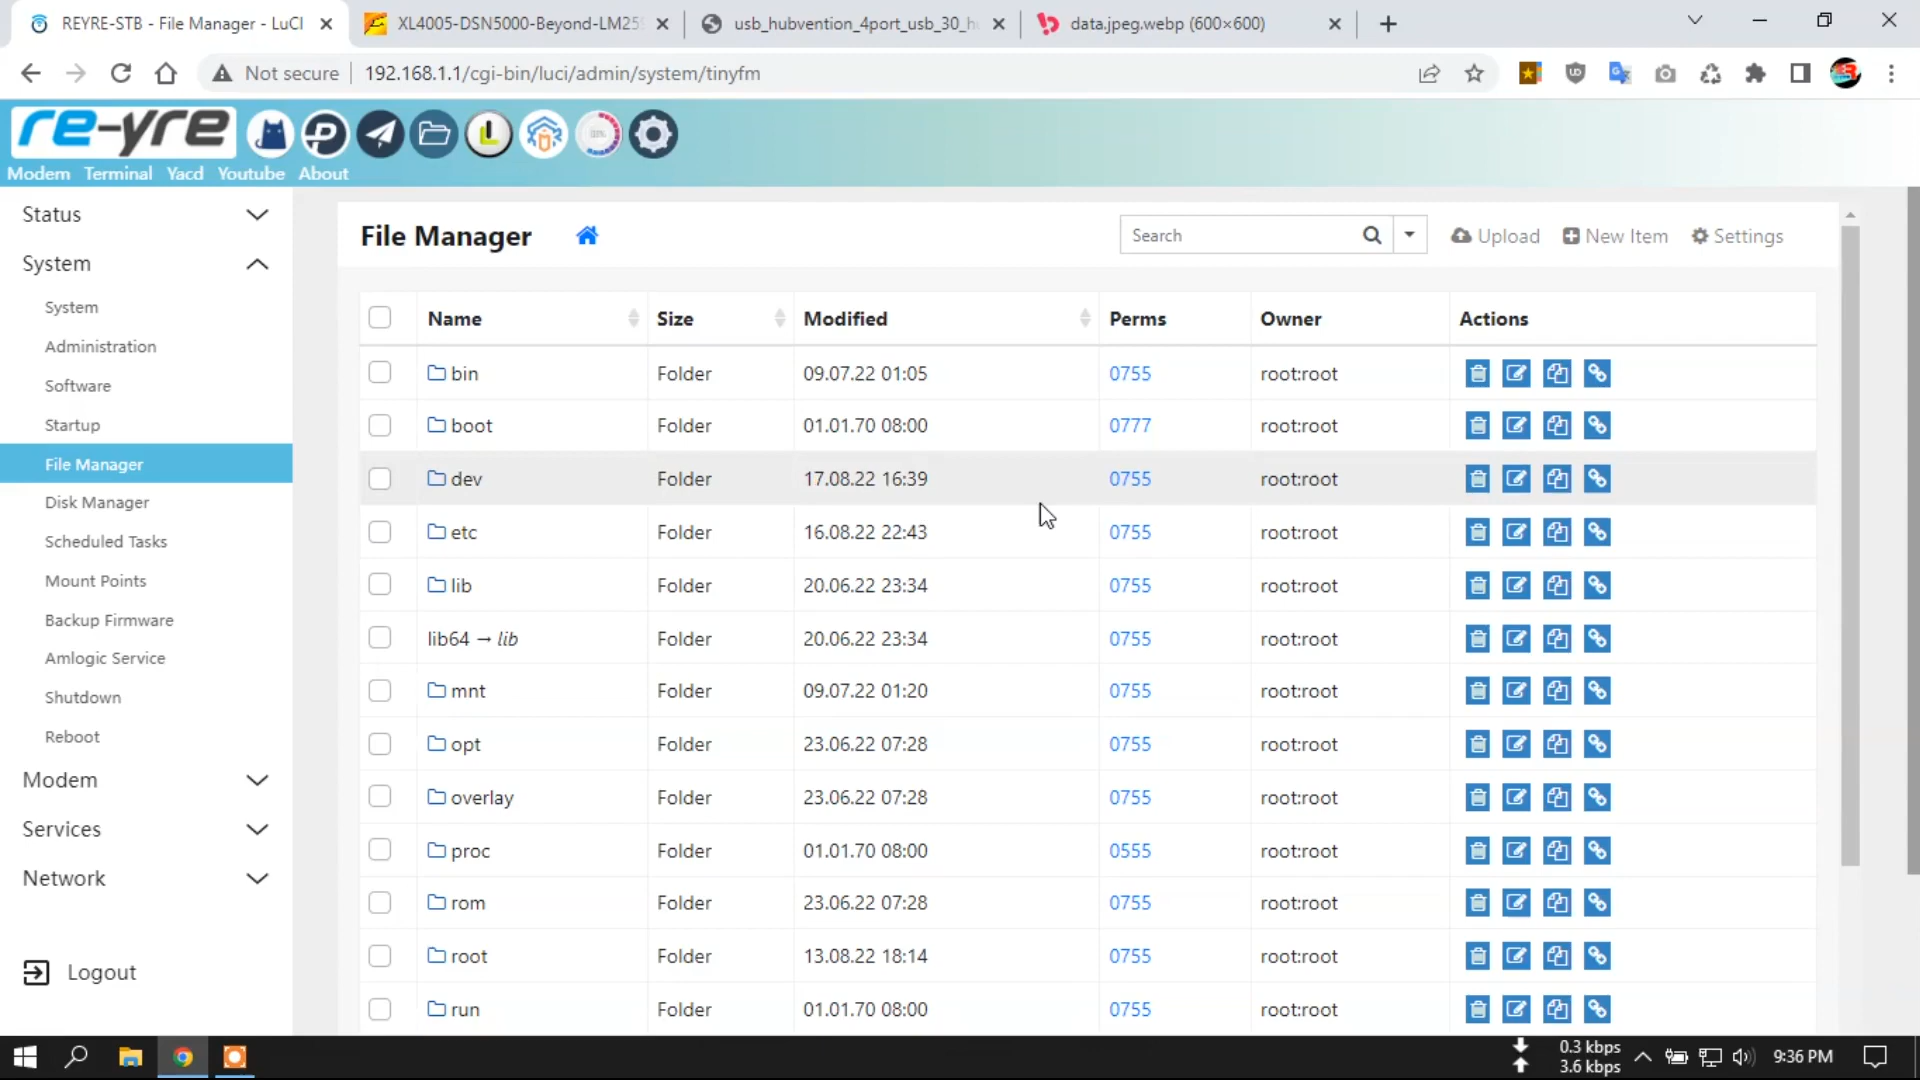 REYRE-STB - File Manager - LuCI
XL4005-DSN5000-Beyond-LM259
usb_hubvention_4port_usb_30_h
data.jpeg.webp (600×600)
Not secure
192.168.1.1/cgi-bin/luci/admin/system/tinyfm
re-yre
Modem Terminal Yacd Youtube About
Status
System
System
Administration
Software
Startup
File Manager
Disk Manager
Scheduled Tasks
Mount Points
Backup Firmware
Amlogic Service
Shutdown
Reboot
Modem
Services
Network
Logout
File Manager
Search
Upload
New Item
Settings
Name Size Modified Perms Owner Actions
bin Folder 09.07.22 01:05 0755 root:root
boot Folder 01.01.70 08:00 0777 root:root
dev Folder 17.08.22 16:39 0755 root:root
etc Folder 16.08.22 22:43 0755 root:root
lib Folder 20.06.22 23:34 0755 root:root
lib64 → lib Folder 20.06.22 23:34 0755 root:root
mnt Folder 09.07.22 01:20 0755 root:root
opt Folder 23.06.22 07:28 0755 root:root
overlay Folder 23.06.22 07:28 0755 root:root
proc Folder 01.01.70 08:00 0555 root:root
rom Folder 23.06.22 07:28 0755 root:root
root Folder 13.08.22 18:14 0755 root:root
run Folder 01.01.70 08:00 0755 root:root
0.3 kbps
3.6 kbps
9:36 PM